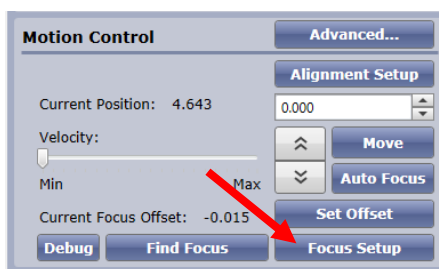 Motion Control
Advanced...
Alignment Setup
Current Position: 4.643
0.000
Velocity:
Move
Min
Max
Auto Focus
Current Focus Offset: -0.015
Set Offset
Debug
Find Focus
Focus Setup